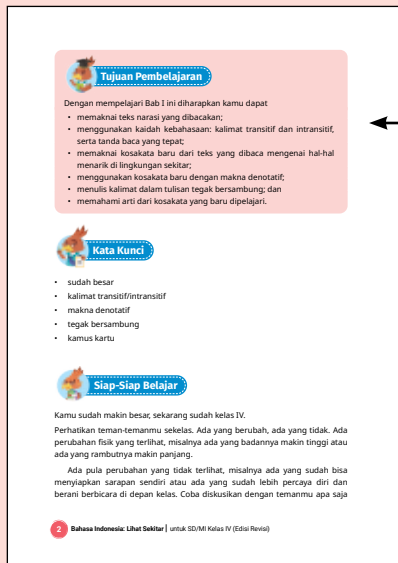 Tujuan Pembelajaran
Dengan mempelajari Bab I ini diharapkan kamu dapat
• memaknai teks narasi yang dibacakan;
• menggunakan kaidah kebahasaan: kalimat transitif dan intransitif,
serta tanda baca yang tepat;
• memaknai kosakata baru dari teks yang dibaca mengenai hal-hal
menarik di lingkungan sekitar;
• menggunakan kosakata baru dengan makna denotatif;
• menulis kalimat dalam tulisan tegak bersambung; dan
• memahami arti dari kosakata yang baru dipelajari.
Kata Kunci
• sudah besar
• kalimat transitif/intransitif
• makna denotatif
• tegak bersambung
• kamus kartu
Siap-Siap Belajar
Kamu sudah makin besar, sekarang sudah kelas IV.
Perhatikan teman-temanmu sekelas. Ada yang berubah, ada yang tidak. Ada
perubahan fisik yang terlihat, misalnya ada yang badannya makin tinggi atau
ada yang rambutnya makin panjang.
Ada pula perubahan yang tidak terlihat, misalnya ada yang sudah bisa
menyiapkan sarapan sendiri atau ada yang sudah lebih percaya diri dan
berani berbicara di depan kelas. Coba diskusikan dengan temanmu apa saja
2 Bahasa Indonesia: Lihat Sekitar | untuk SD/MI Kelas IV (Edisi Revisi)